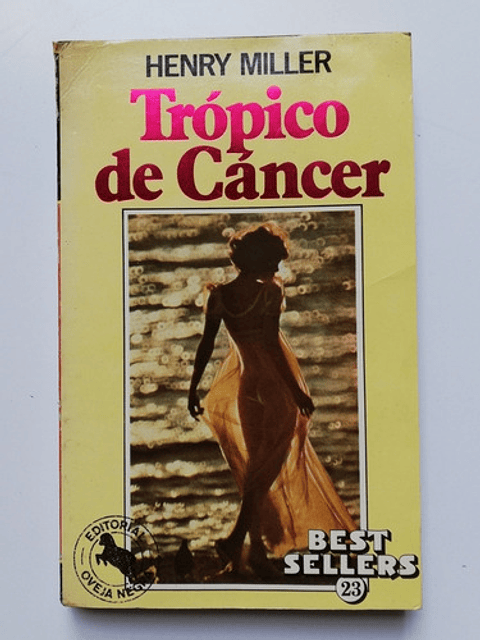 HENRY MILLER
Trópico
de Cáncer
BEST
SELLERS
23
EDITORIAL
OVEJA NEGRA